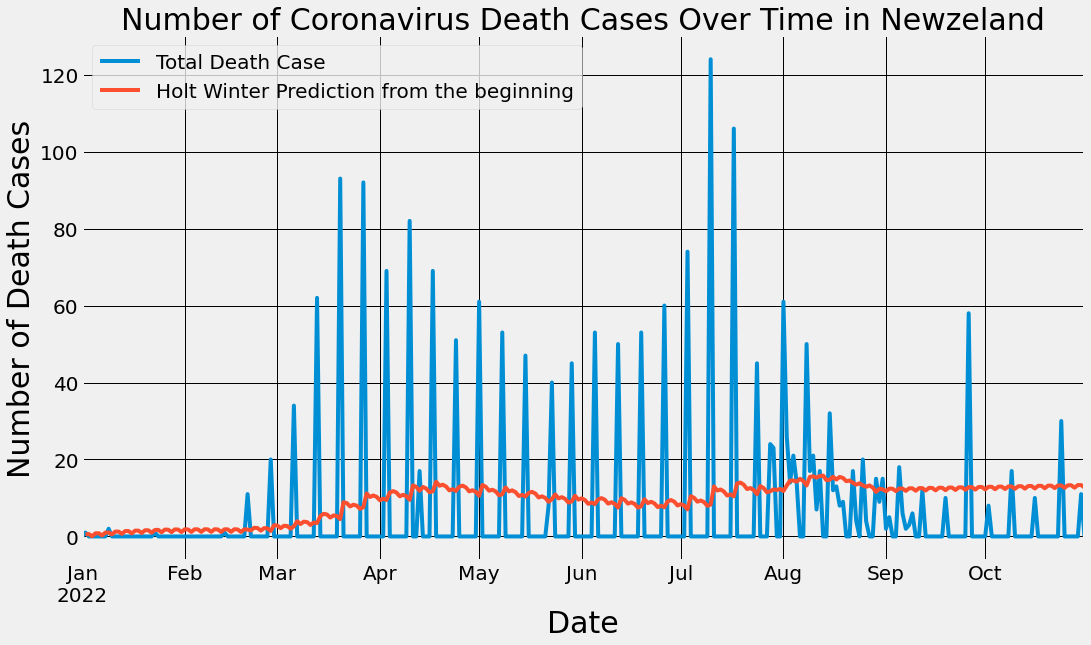 Number of Coronavirus Death Cases Over Time in Newzeland
Total Death Case
Holt Winter Prediction from the beginning
Number of Death Cases
120
100
80
60
40
20
0
Jan Feb Mar Apr May Jun Jul Aug Sep Oct
2022
Date